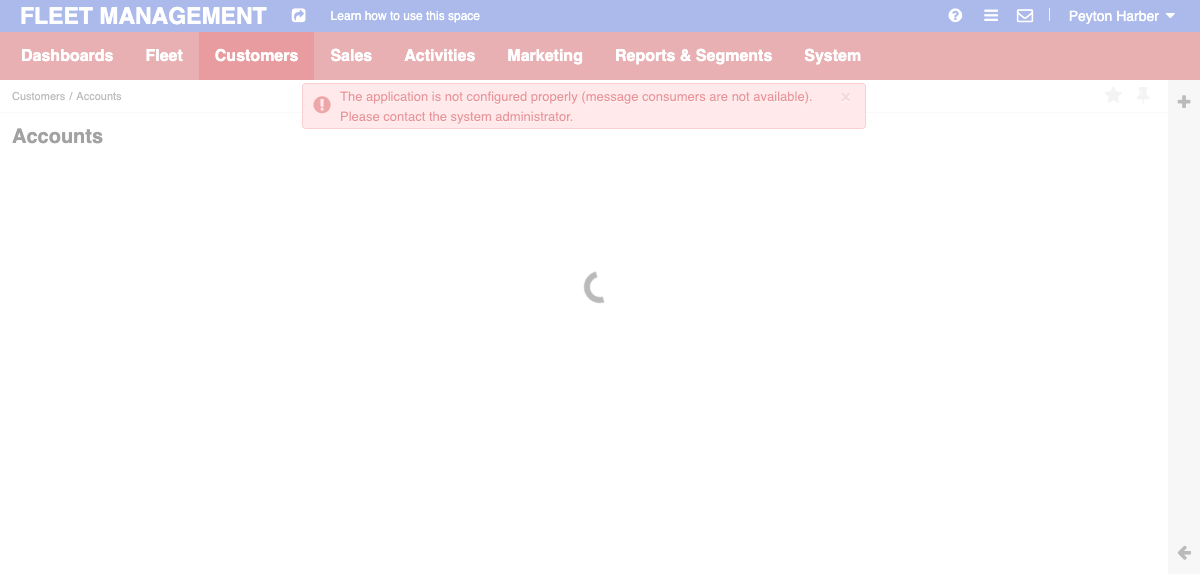 FLEET MANAGEMENT Learn how to use this space Peyton Harber
Dashboards Fleet Customers Sales Activities Marketing Reports & Segments System
Customers / Accounts
The application is not configured properly (message consumers are not available).
Please contact the system administrator.
Accounts